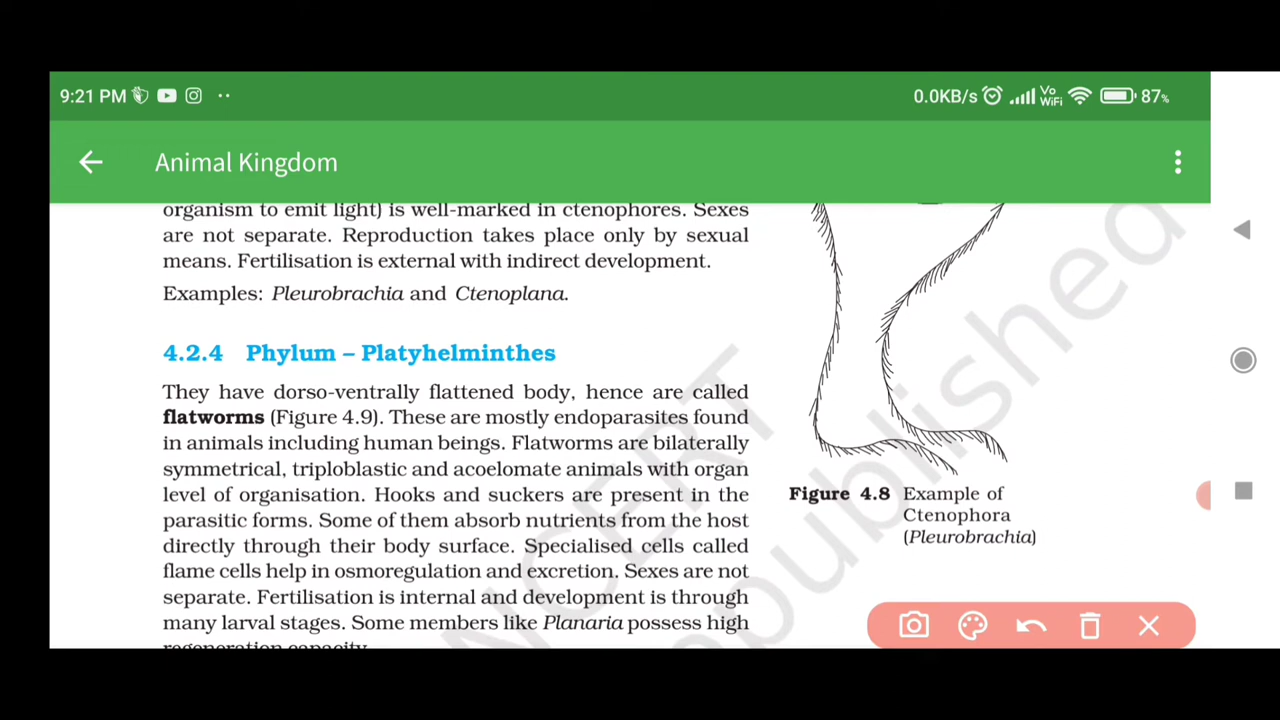 9:21 PM
0.0KB/s Vo WiFi 87%
Animal Kingdom
organism to emit light) is well-marked in ctenophores. Sexes
are not separate. Reproduction takes place only by sexual
means. Fertilisation is external with indirect development.
Examples: Pleurobrachia and Ctenoplana.
4.2.4 Phylum – Platyhelminthes
They have dorso-ventrally flattened body, hence are called
flatworms (Figure 4.9). These are mostly endoparasites found
in animals including human beings. Flatworms are bilaterally
symmetrical, triploblastic and acoelomate animals with organ
level of organisation. Hooks and suckers are present in the
parasitic forms. Some of them absorb nutrients from the host
directly through their body surface. Specialised cells called
flame cells help in osmoregulation and excretion. Sexes are not
separate. Fertilisation is internal and development is through
many larval stages. Some members like Planaria possess high
regeneration capacity.
Figure 4.8 Example of
Ctenophora
(Pleurobrachia)
NCERT
republished